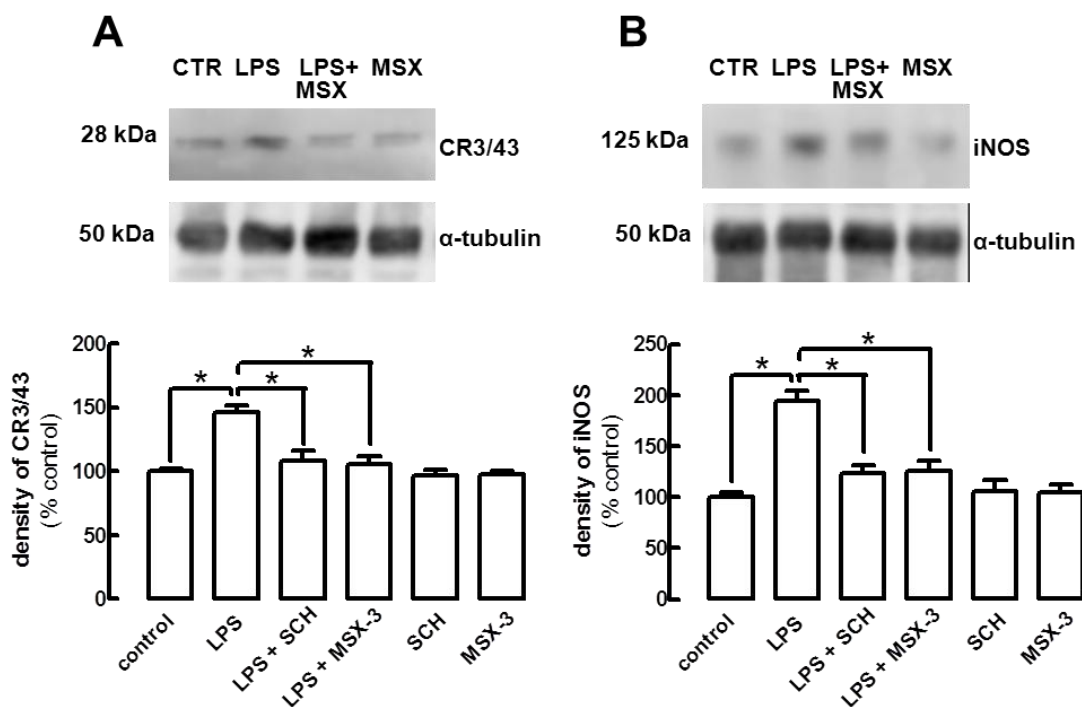 A
CTR LPS LPS+ MSX
MSX
28 kDa
CR3/43
50 kDa
α-tubulin
density of CR3/43
(% control)
200
150
100
50
0
* * *
control
LPS
LPS + SCH
LPS + MSX-3
SCH
MSX-3
B
CTR LPS LPS+ MSX
MSX
125 kDa
iNOS
50 kDa
α-tubulin
density of iNOS
(% control)
250
200
150
100
50
0
* * *
control
LPS
LPS + SCH
LPS + MSX-3
SCH
MSX-3